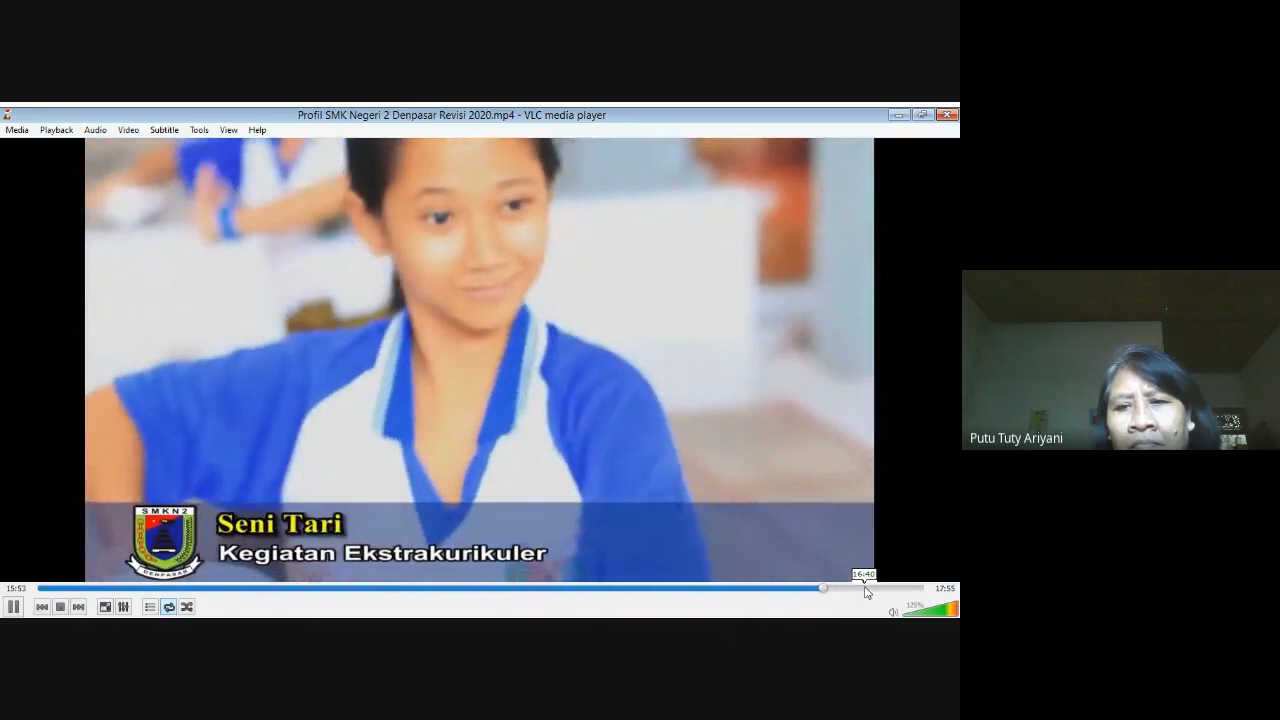 Profil SMK Negeri 2 Denpasar Revisi 2020.mp4 - VLC media player
Media Playback Audio Video Subtitle Tools View Help
Putu Tuty Ariyani
SMKN2
DENPASAR
Seni Tari
Kegiatan Ekstrakurikuler
16:40
15:53
17:55
125%